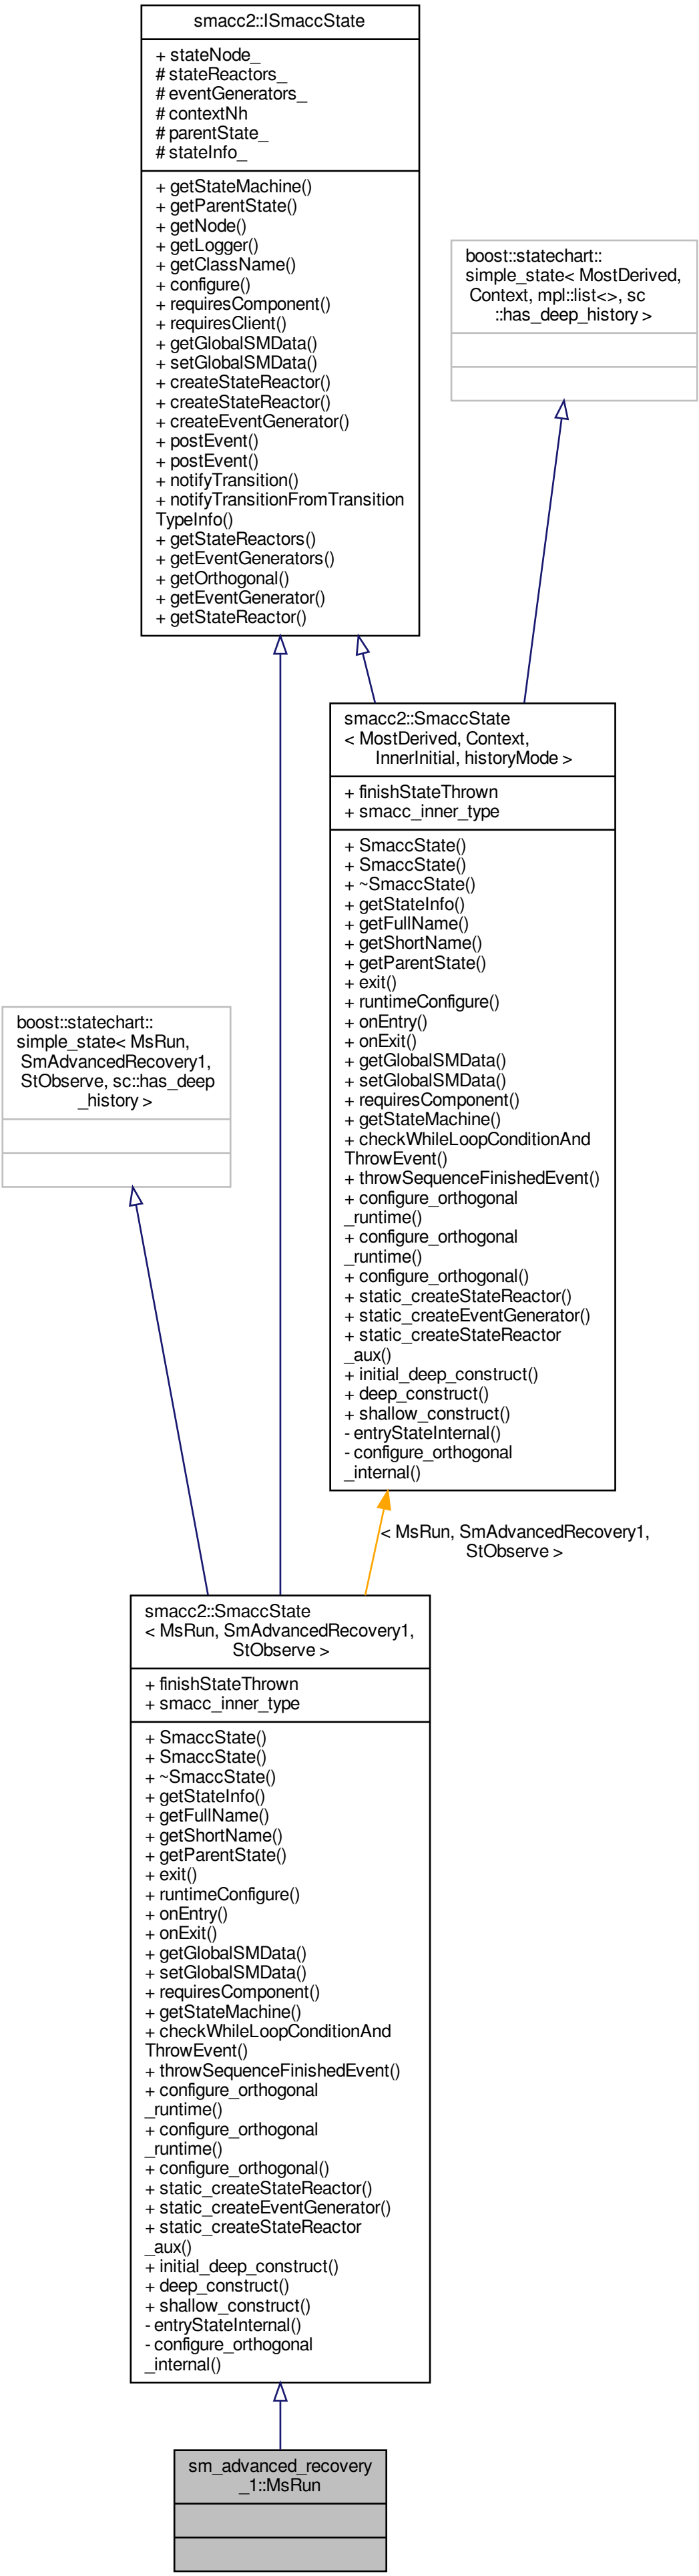 smacc2::ISmaccState
+ stateNode_
# stateReactors_
# eventGenerators_
# contextNh
# parentState_
# stateInfo_
+ getStateMachine()
+ getParentState()
+ getNode()
+ getLogger()
+ getClassName()
+ configure()
+ requiresComponent()
+ requiresClient()
+ getGlobalSMData()
+ setGlobalSMData()
+ createStateReactor()
+ createStateReactor()
+ createEventGenerator()
+ postEvent()
+ postEvent()
+ notifyTransition()
+ notifyTransitionFromTransition
TypeInfo()
+ getStateReactors()
+ getEventGenerators()
+ getOrthogonal()
+ getEventGenerator()
+ getStateReactor()
boost::statechart::
simple_state< MostDerived,
Context, mpl::list<>, sc
::has_deep_history >
smacc2::SmaccState
< MostDerived, Context,
InnerInitial, historyMode >
+ finishStateThrown
+ smacc_inner_type
+ SmaccState()
+ SmaccState()
+ ~SmaccState()
+ getStateInfo()
+ getFullName()
+ getShortName()
+ getParentState()
+ exit()
+ runtimeConfigure()
+ onEntry()
+ onExit()
+ getGlobalSMData()
+ setGlobalSMData()
+ requiresComponent()
+ getStateMachine()
+ checkWhileLoopConditionAnd
ThrowEvent()
+ throwSequenceFinishedEvent()
+ configure_orthogonal
_runtime()
+ configure_orthogonal
_runtime()
+ configure_orthogonal()
+ static_createStateReactor()
+ static_createEventGenerator()
+ static_createStateReactor
_aux()
+ initial_deep_construct()
+ deep_construct()
+ shallow_construct()
- entryStateInternal()
- configure_orthogonal
_internal()
boost::statechart::
simple_state< MsRun,
SmAdvancedRecovery1,
StObserve, sc::has_deep
_history >
< MsRun, SmAdvancedRecovery1,
StObserve >
smacc2::SmaccState
< MsRun, SmAdvancedRecovery1,
StObserve >
+ finishStateThrown
+ smacc_inner_type
+ SmaccState()
+ SmaccState()
+ ~SmaccState()
+ getStateInfo()
+ getFullName()
+ getShortName()
+ getParentState()
+ exit()
+ runtimeConfigure()
+ onEntry()
+ onExit()
+ getGlobalSMData()
+ setGlobalSMData()
+ requiresComponent()
+ getStateMachine()
+ checkWhileLoopConditionAnd
ThrowEvent()
+ throwSequenceFinishedEvent()
+ configure_orthogonal
_runtime()
+ configure_orthogonal
_runtime()
+ configure_orthogonal()
+ static_createStateReactor()
+ static_createEventGenerator()
+ static_createStateReactor
_aux()
+ initial_deep_construct()
+ deep_construct()
+ shallow_construct()
- entryStateInternal()
- configure_orthogonal
_internal()
sm_advanced_recovery
_1::MsRun